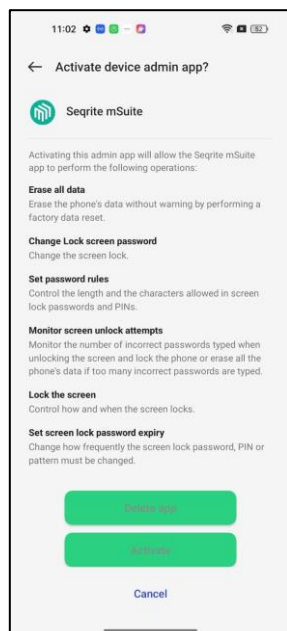 11:02
52
Activate device admin app?
Seqrite mSuite
Activating this admin app will allow the Seqrite mSuite
app to perform the following operations:
Erase all data
Erase the phone's data without warning by performing a
factory data reset.
Change Lock screen password
Change the screen lock.
Set password rules
Control the length and the characters allowed in screen
lock passwords and PINs.
Monitor screen unlock attempts
Monitor the number of incorrect passwords typed when
unlocking the screen and lock the phone or erase all the
phone's data if too many incorrect passwords are typed.
Lock the screen
Control how and when the screen locks.
Set screen lock password expiry
Change how frequently the screen lock password, PIN or
pattern must be changed.
Delete app
Activate
Cancel